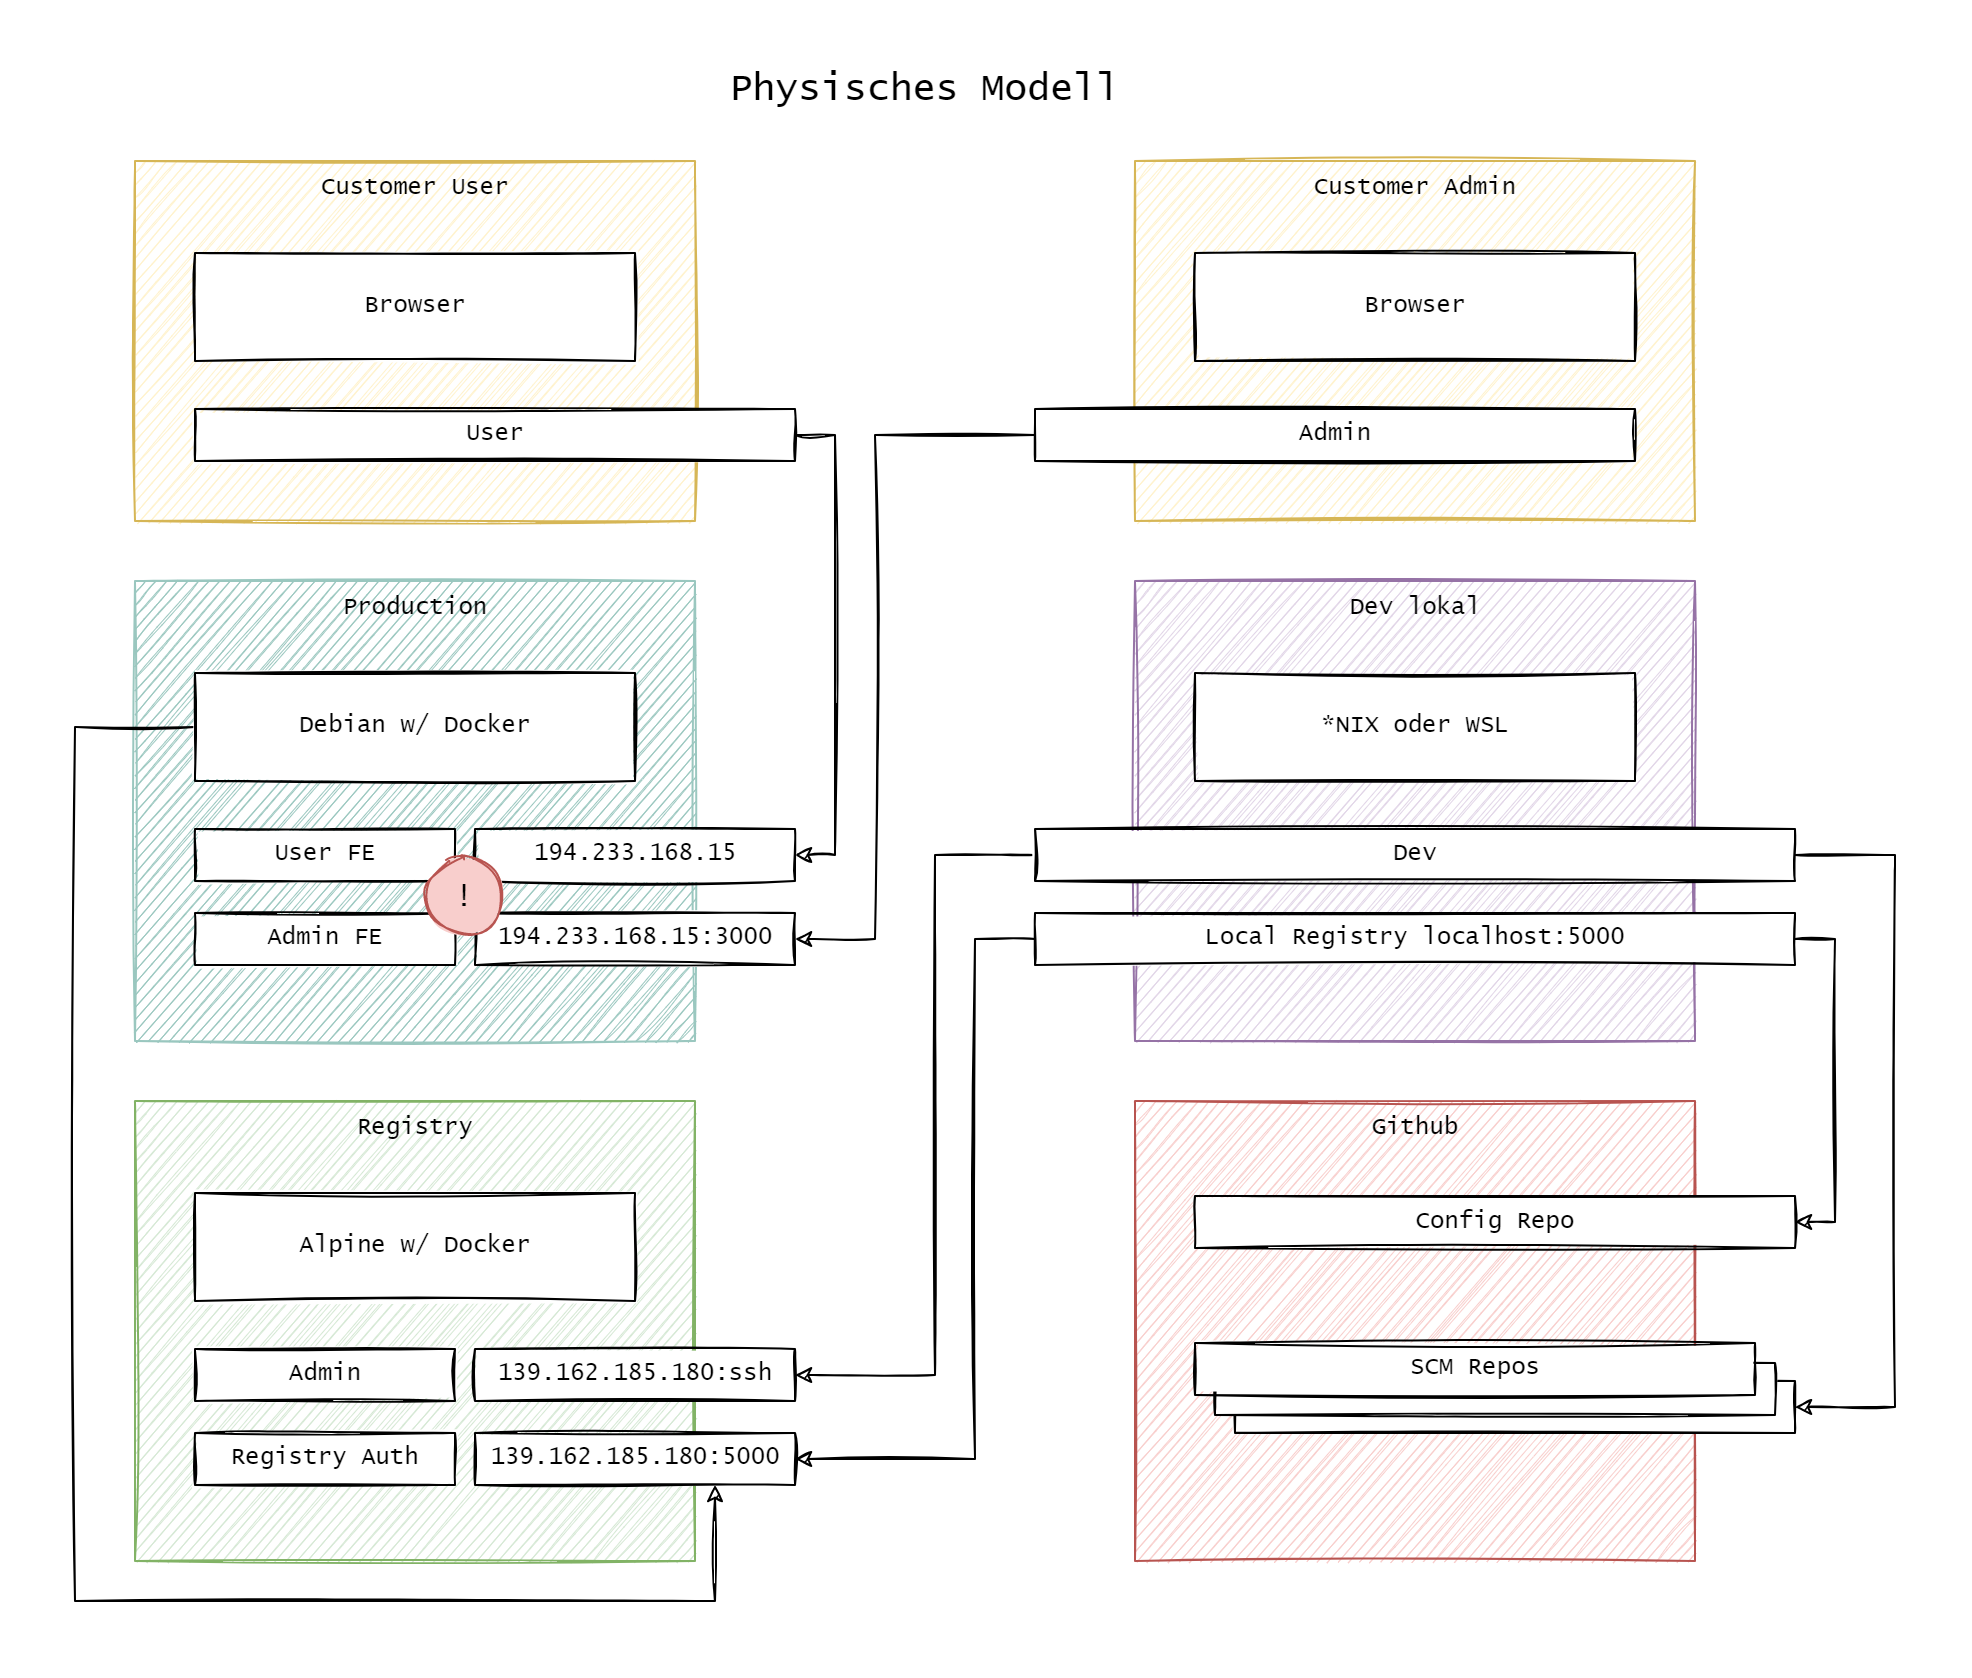 Physisches Modell
Customer User
Browser
User
Customer Admin
Browser
Admin
Production
Debian w/ Docker
User FE
194.233.168.15
!
Admin FE
194.233.168.15:3000
Dev lokal
*NIX oder WSL
Dev
Local Registry localhost:5000
Registry
Alpine w/ Docker
Admin
139.162.185.180:ssh
Registry Auth
139.162.185.180:5000
Github
Config Repo
SCM Repos